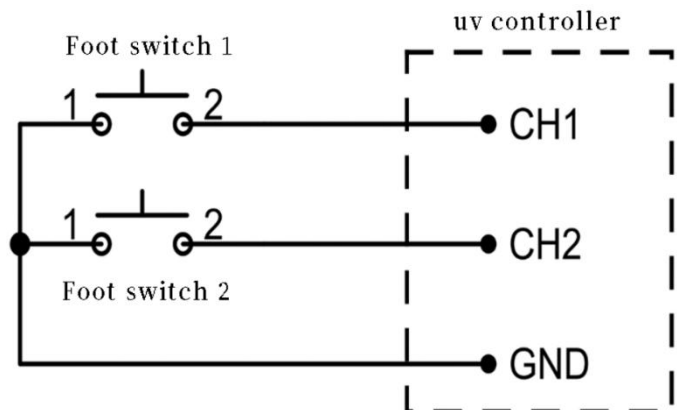 uv controller
Foot switch 1
1 2 CH1
1 2 CH2
Foot switch 2
GND